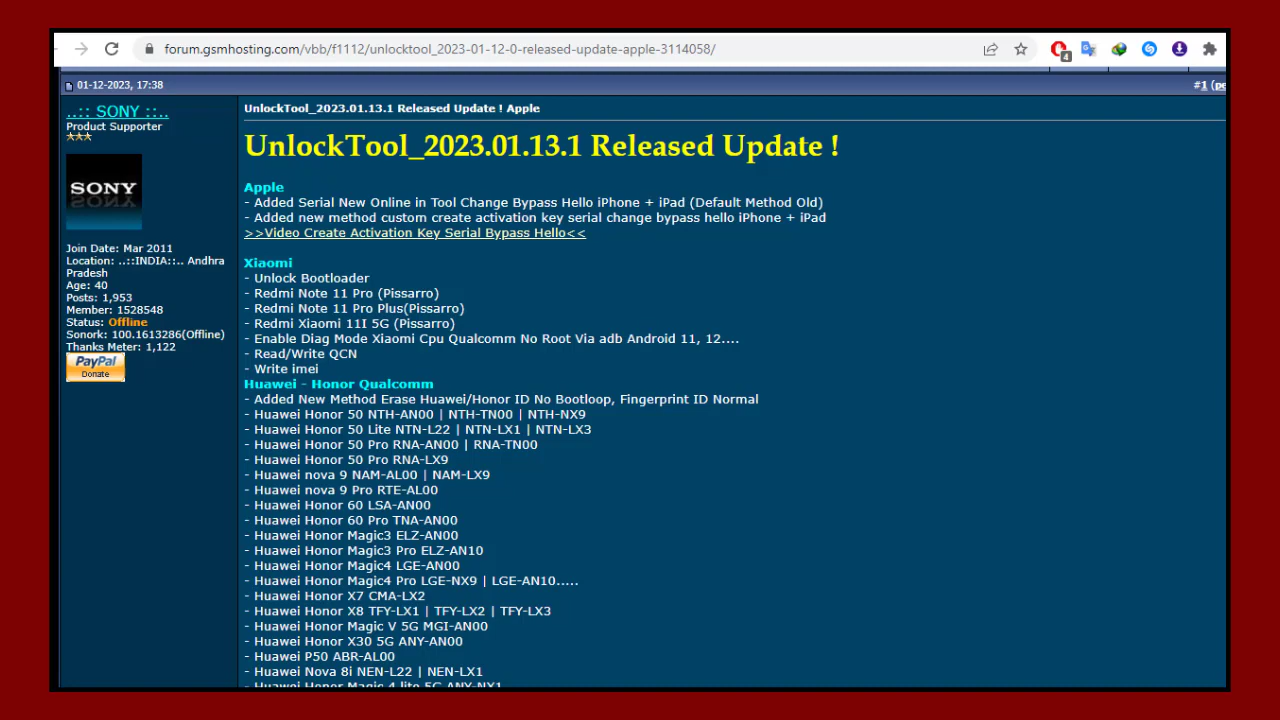 forum.gsmhosting.com/vbb/f1112/unlocktool_2023-01-12-0-released-update-apple-3114058/
4
01-12-2023, 17:38
#1 (pe
..:: SONY ::..
Product Supporter
SONY
Join Date: Mar 2011
Location: ..::INDIA::.. Andhra
Pradesh
Age: 40
Posts: 1,953
Member: 1528548
Status: Offline
Sonork: 100.1613286(Offline)
Thanks Meter: 1,122
PayPal
Donate
UnlockTool_2023.01.13.1 Released Update ! Apple
UnlockTool_2023.01.13.1 Released Update !
Apple
- Added Serial New Online in Tool Change Bypass Hello iPhone + iPad (Default Method Old)
- Added new method custom create activation key serial change bypass hello iPhone + iPad
>>Video Create Activation Key Serial Bypass Hello<<
Xiaomi
- Unlock Bootloader
- Redmi Note 11 Pro (Pissarro)
- Redmi Note 11 Pro Plus(Pissarro)
- Redmi Xiaomi 11I 5G (Pissarro)
- Enable Diag Mode Xiaomi Cpu Qualcomm No Root Via adb Android 11, 12....
- Read/Write QCN
- Write imei
Huawei - Honor Qualcomm
- Added New Method Erase Huawei/Honor ID No Bootloop, Fingerprint ID Normal
- Huawei Honor 50 NTH-AN00 | NTH-TN00 | NTH-NX9
- Huawei Honor 50 Lite NTN-L22 | NTN-LX1 | NTN-LX3
- Huawei Honor 50 Pro RNA-AN00 | RNA-TN00
- Huawei Honor 50 Pro RNA-LX9
- Huawei nova 9 NAM-AL00 | NAM-LX9
- Huawei nova 9 Pro RTE-AL00
- Huawei Honor 60 LSA-AN00
- Huawei Honor 60 Pro TNA-AN00
- Huawei Honor Magic3 ELZ-AN00
- Huawei Honor Magic3 Pro ELZ-AN10
- Huawei Honor Magic4 LGE-AN00
- Huawei Honor Magic4 Pro LGE-NX9 | LGE-AN10.....
- Huawei Honor X7 CMA-LX2
- Huawei Honor X8 TFY-LX1 | TFY-LX2 | TFY-LX3
- Huawei Honor Magic V 5G MGI-AN00
- Huawei Honor X30 5G ANY-AN00
- Huawei P50 ABR-AL00
- Huawei Nova 8i NEN-L22 | NEN-LX1
- Huawei Honor Magic 4 lite 5G ANY-NX1